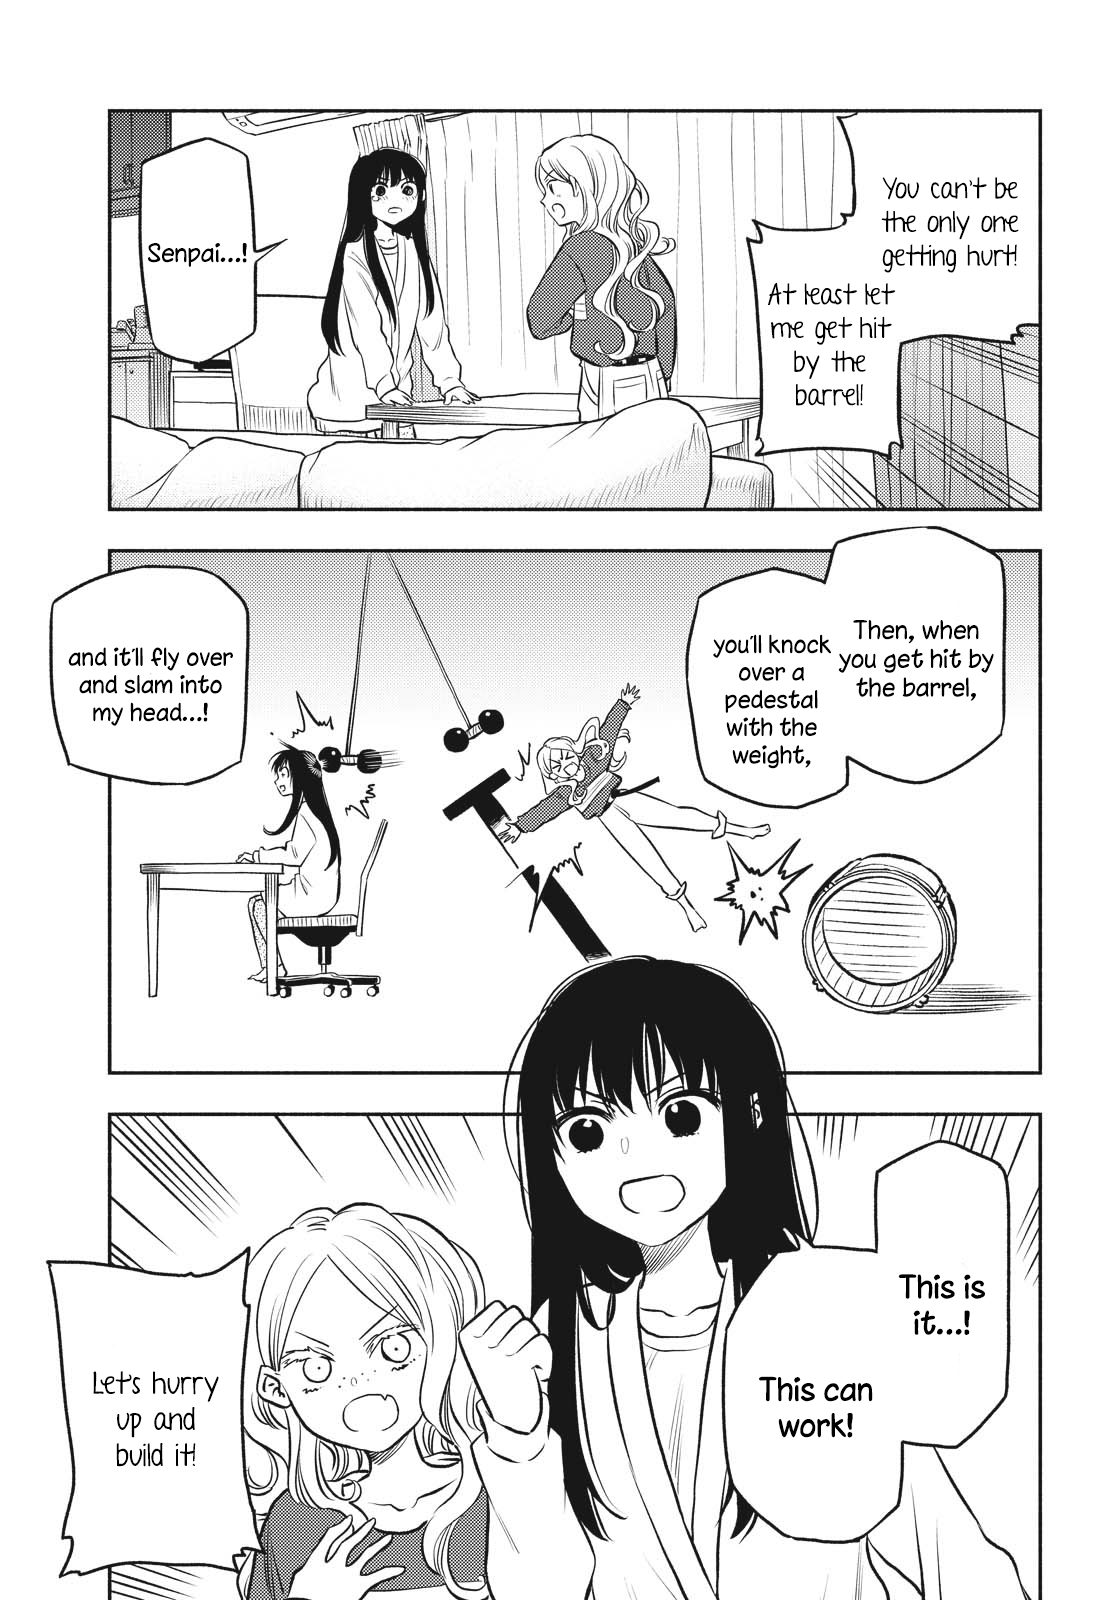 You can't be
the only one
getting hurt!
At least let
me get hit
by the
barrel!
Senpai...!
Then, when
you get hit by
the barrel,
you'll knock
over a
pedestal
with the
weight,
and it'll fly over
and slam into
my head...!
This is
it...!
This can
work!
Let's hurry
up and
build it!